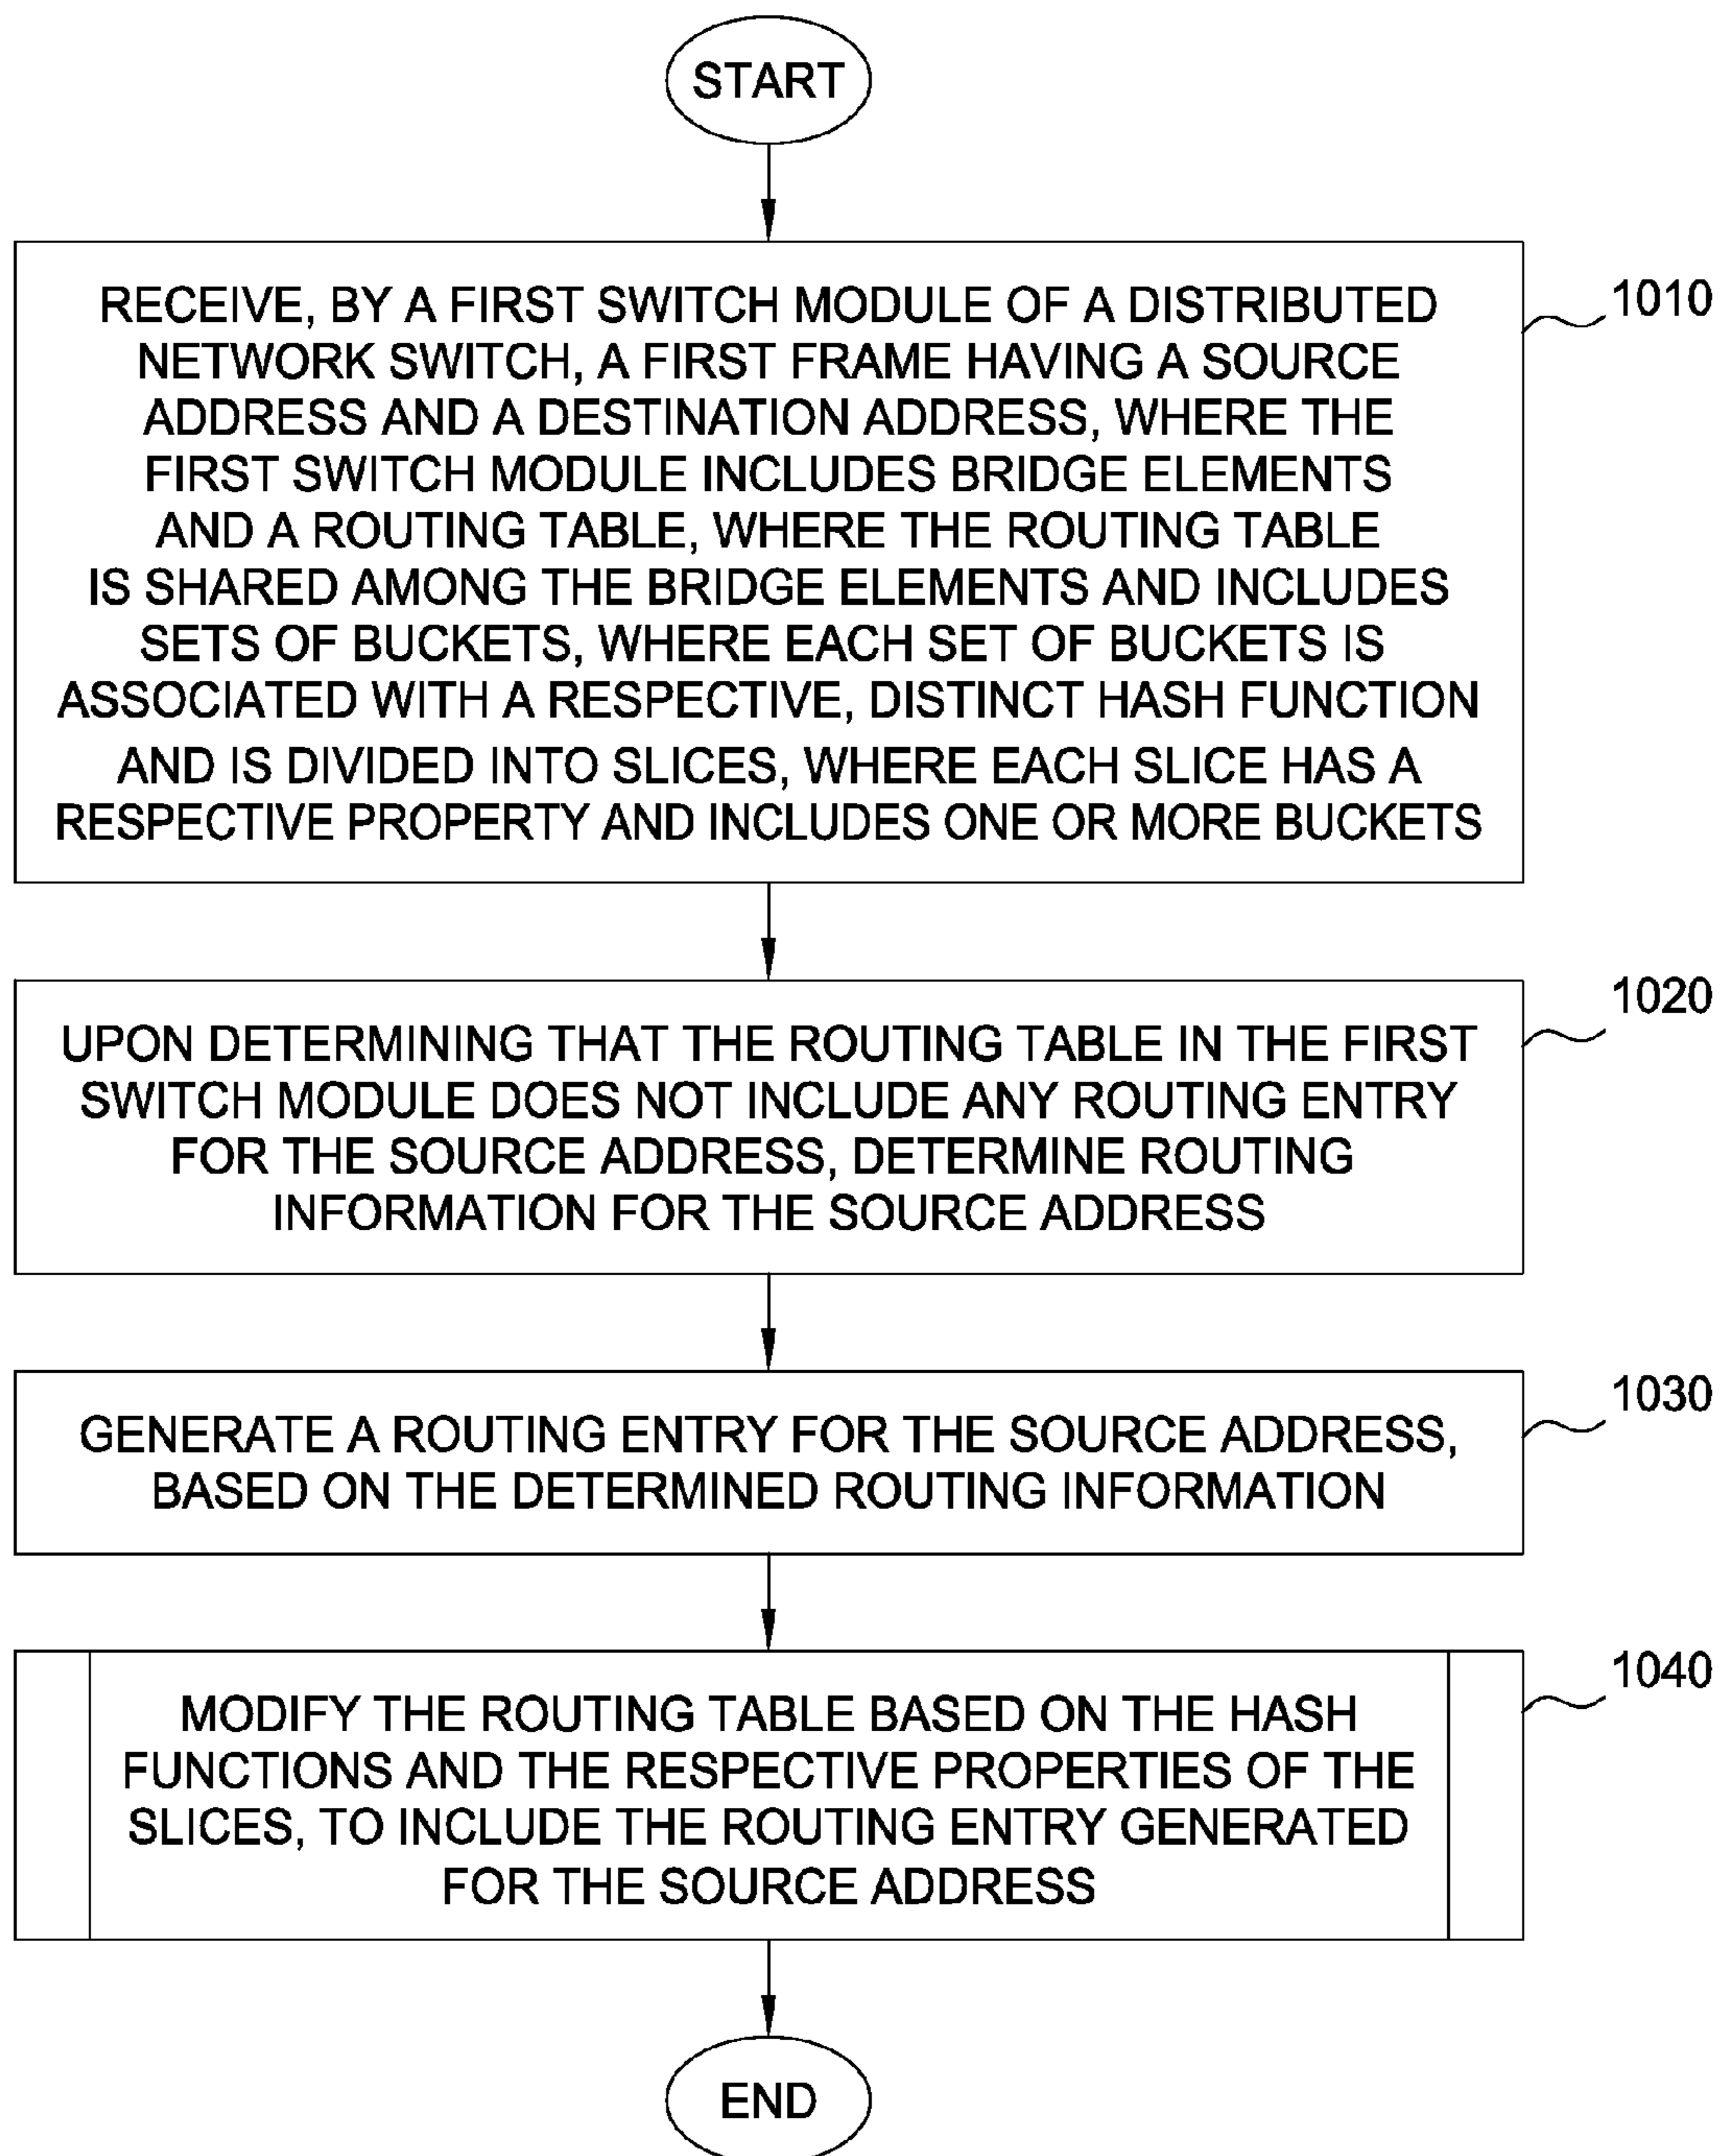 START
RECEIVE, BY A FIRST SWITCH MODULE OF A DISTRIBUTED
NETWORK SWITCH, A FIRST FRAME HAVING A SOURCE
ADDRESS AND A DESTINATION ADDRESS, WHERE THE
FIRST SWITCH MODULE INCLUDES BRIDGE ELEMENTS
AND A ROUTING TABLE, WHERE THE ROUTING TABLE
IS SHARED AMONG THE BRIDGE ELEMENTS AND INCLUDES
SETS OF BUCKETS, WHERE EACH SET OF BUCKETS IS
ASSOCIATED WITH A RESPECTIVE, DISTINCT HASH FUNCTION
AND IS DIVIDED INTO SLICES, WHERE EACH SLICE HAS A
RESPECTIVE PROPERTY AND INCLUDES ONE OR MORE BUCKETS
1010
UPON DETERMINING THAT THE ROUTING TABLE IN THE FIRST
SWITCH MODULE DOES NOT INCLUDE ANY ROUTING ENTRY
FOR THE SOURCE ADDRESS, DETERMINE ROUTING
INFORMATION FOR THE SOURCE ADDRESS
1020
GENERATE A ROUTING ENTRY FOR THE SOURCE ADDRESS,
BASED ON THE DETERMINED ROUTING INFORMATION
1030
MODIFY THE ROUTING TABLE BASED ON THE HASH
FUNCTIONS AND THE RESPECTIVE PROPERTIES OF THE
SLICES, TO INCLUDE THE ROUTING ENTRY GENERATED
FOR THE SOURCE ADDRESS
1040
END